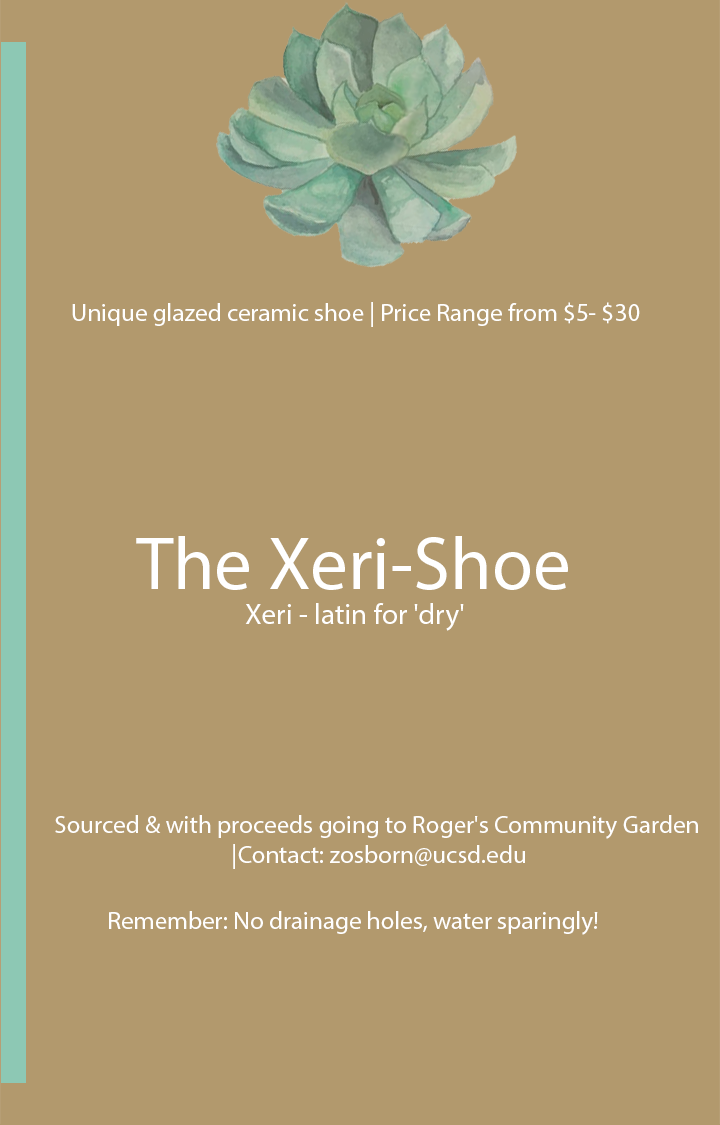 Unique glazed ceramic shoe | Price Range from $5- $30
The Xeri-Shoe
Xeri - latin for 'dry'
Sourced & with proceeds going to Roger's Community Garden
|Contact: zosborn@ucsd.edu
Remember: No drainage holes, water sparingly!